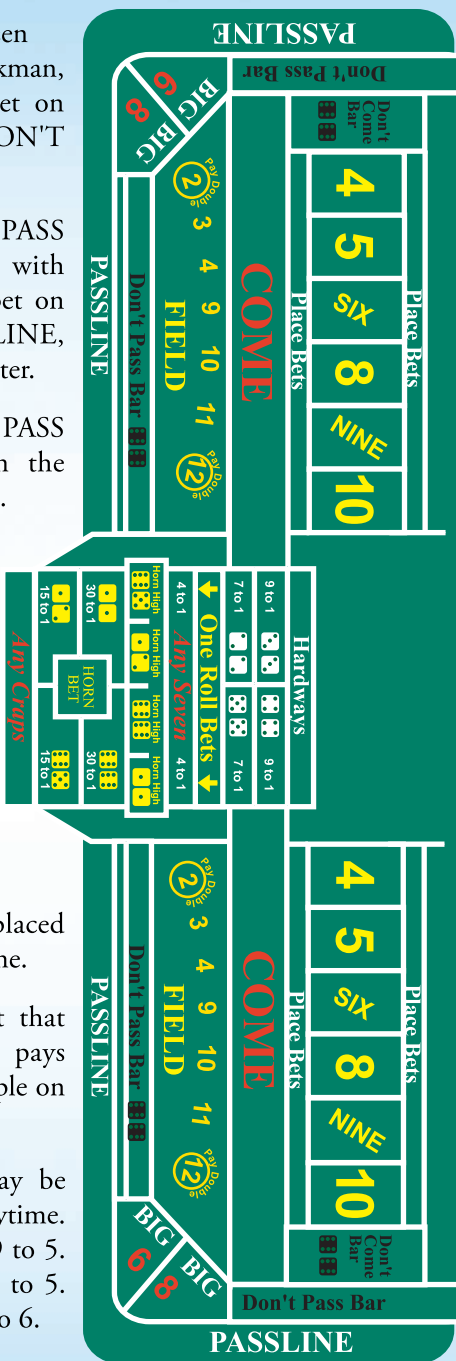 en
kman,
et on
ON'T
PASS
with
bet on
LINE,
ter.
PASS
n the
.
placed
ne.
t that
pays
ple on
ay be
ytime.
9 to 5.
to 5.
o 6.
PASSLINE
Don't Pass Bar
BIG 6
BIG 8
PASSLINE
Don't Pass Bar
Pay Double
2 3 4 9 10 11 12
Pay Double
FIELD
COME
Don't
Come
Bar
Place Bets
4 5 SIX 8 NINE 10
Place Bets
Hardways
9 to 1 9 to 1
7 to 1 7 to 1
One Roll Bets
4 to 1 Any Seven 4 to 1
Horn High Horn High Horn High Horn High
30 to 1 30 to 1
HORN
BET
15 to 1 15 to 1
Any Craps
Place Bets
4 5 SIX 8 NINE 10
Place Bets
Don't
Come
Bar
COME
Pay Double
2 3 4 9 10 11 12
Pay Double
FIELD
Don't Pass Bar
PASSLINE
BIG 6
BIG 8
Don't Pass Bar
PASSLINE